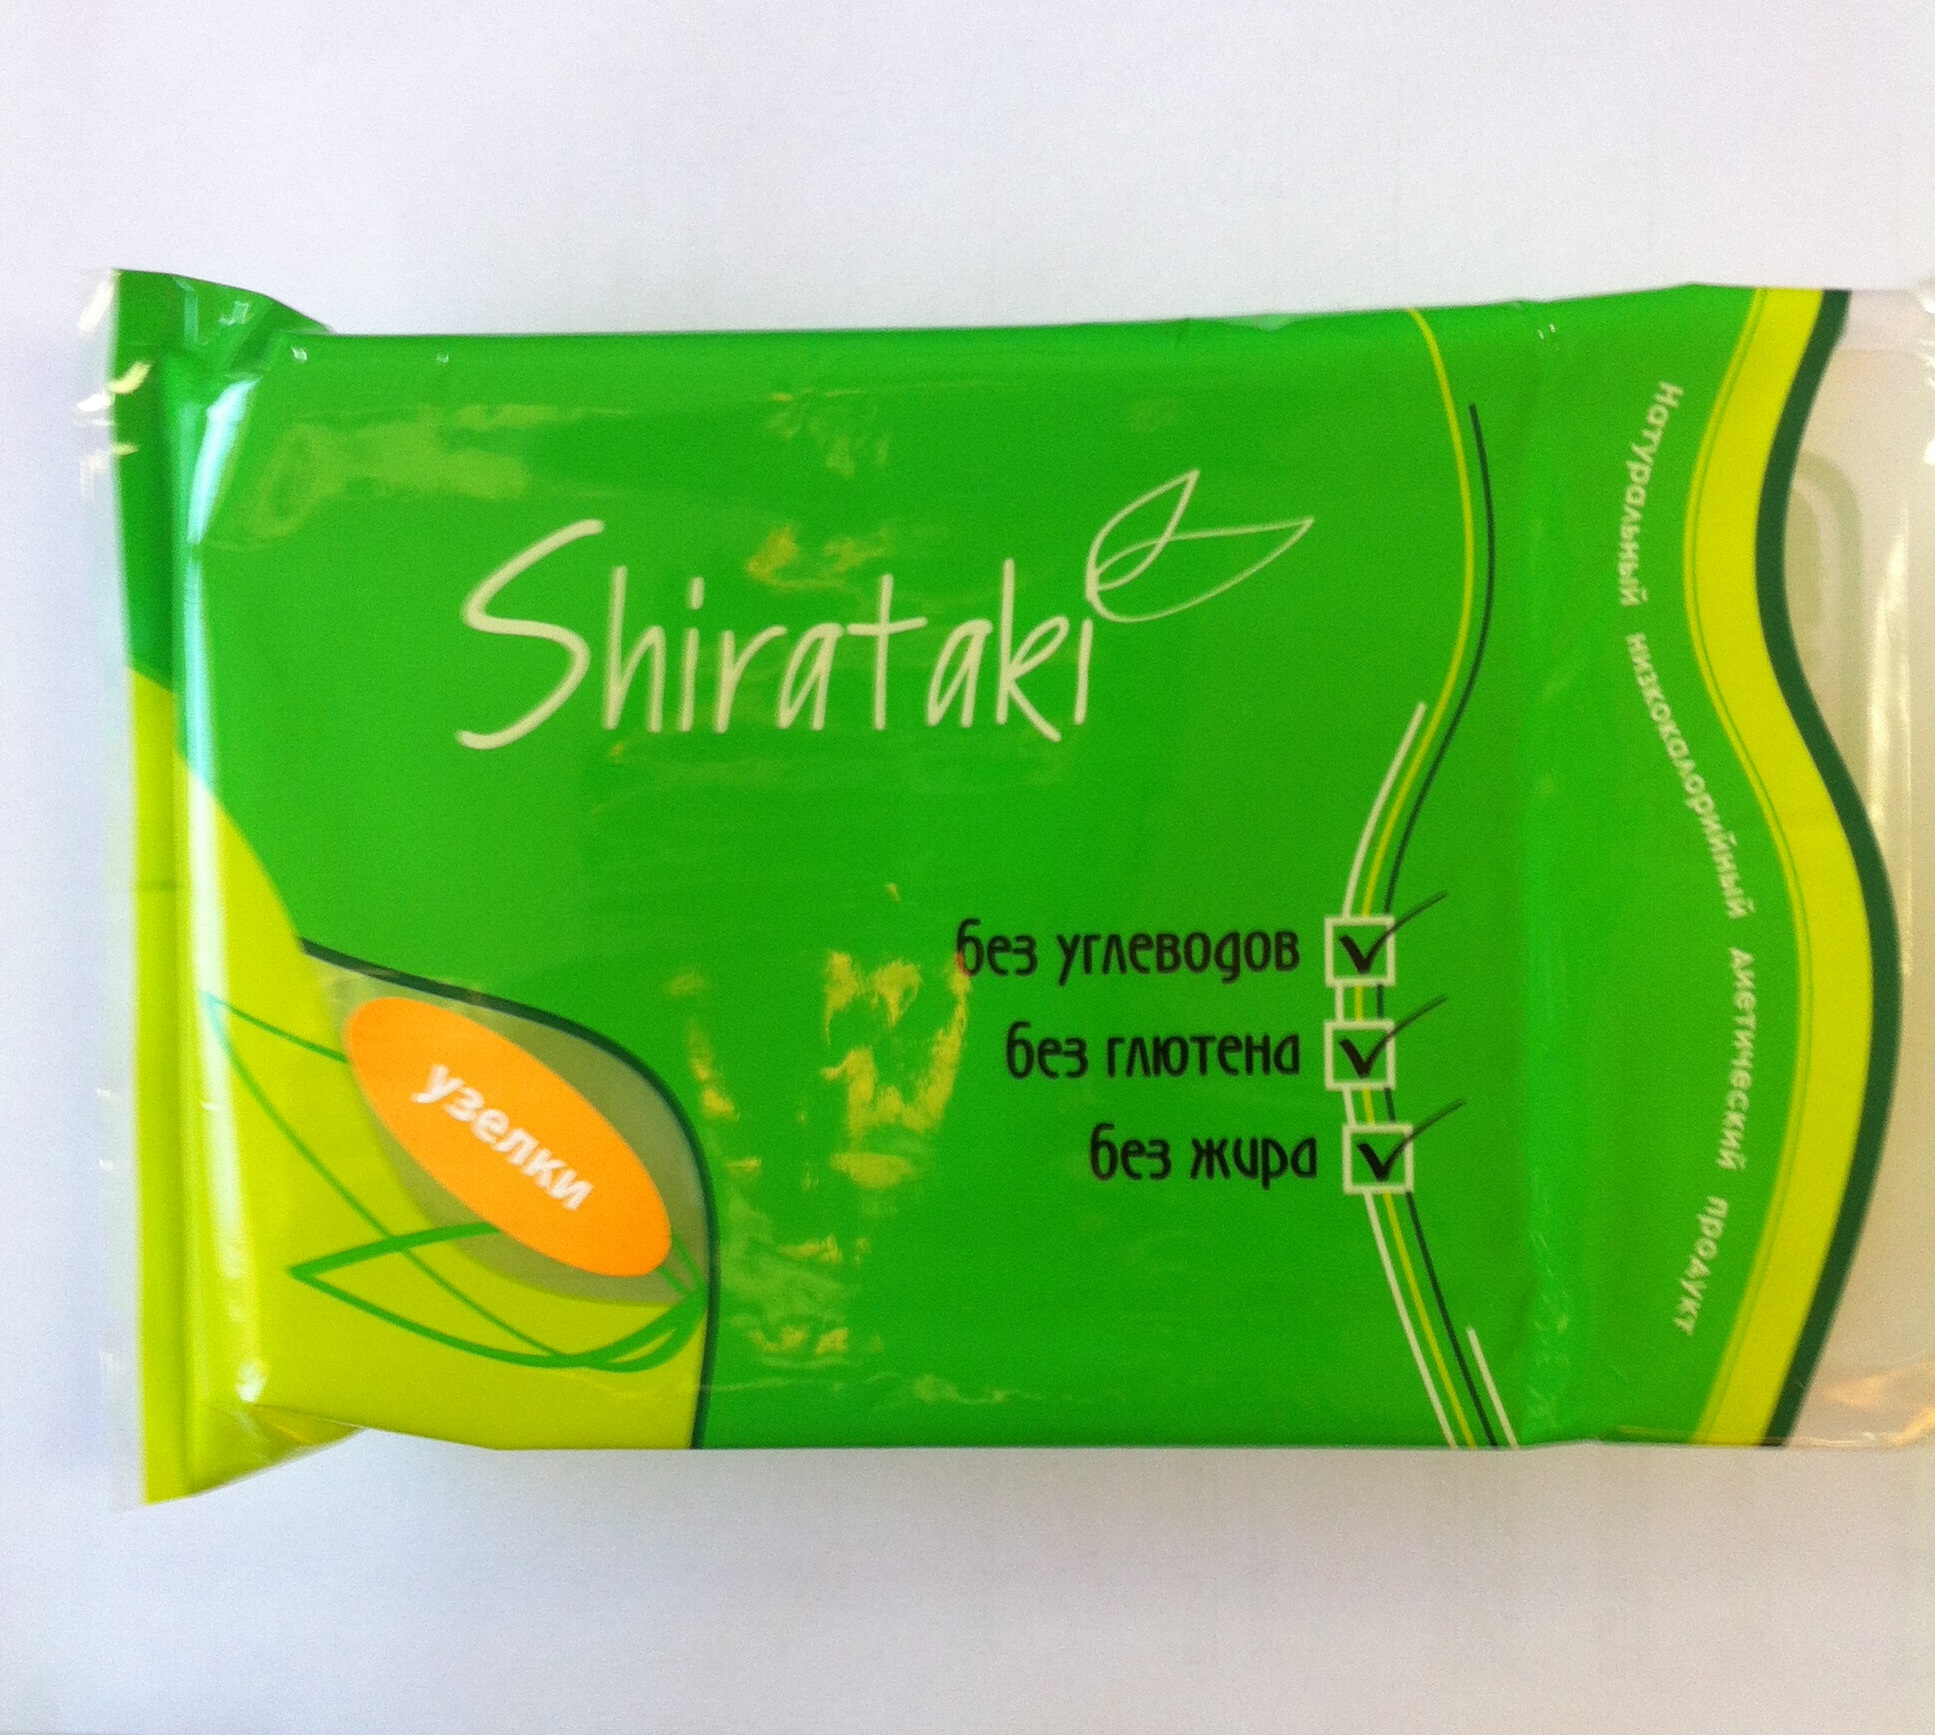 Shirataki
без углеводов
без глютена
без жира
узелки
Натуральный низкокалорийный диетический продукт